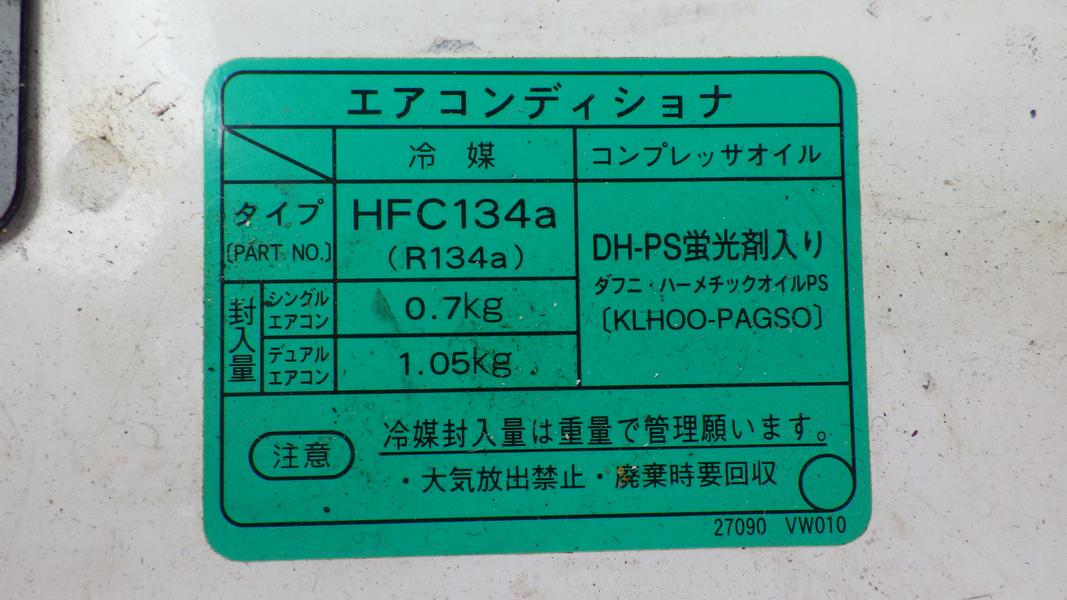 エアコンディショナ
冷 媒
コンプレッサオイル
タイプ
〔PART NO.〕
HFC134a
(R134a)
DH-PS蛍光剤入り
ダフニ・ハーメチックオイルPS
〔KLHOO-PAGSO〕
封入量
シングル
エアコン
0.7kg
デュアル
エアコン
1.05kg
注意
冷媒封入量は重量で管理願います。
・大気放出禁止・廃棄時要回収
27090 VW010